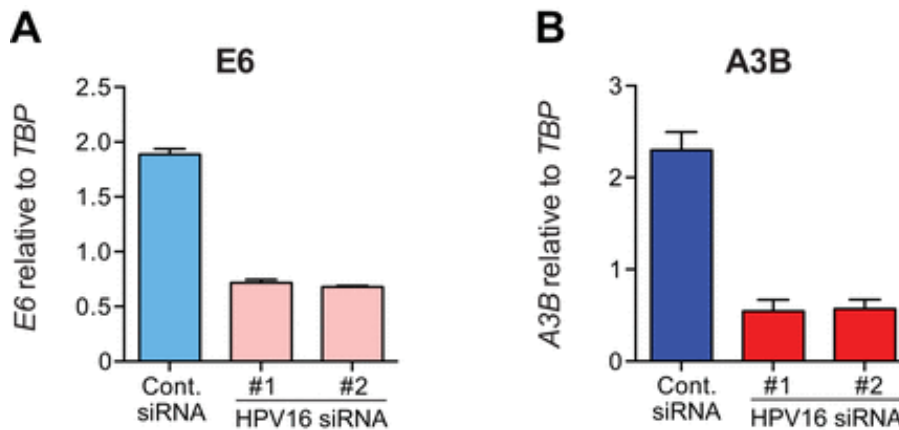 A
E6
E6 relative to TBP
2.5
2.0
1.5
1.0
0.5
0
Cont.
siRNA
#1
#2
HPV16 siRNA
B
A3B
A3B relative to TBP
3
2
1
0
Cont.
siRNA
#1
#2
HPV16 siRNA